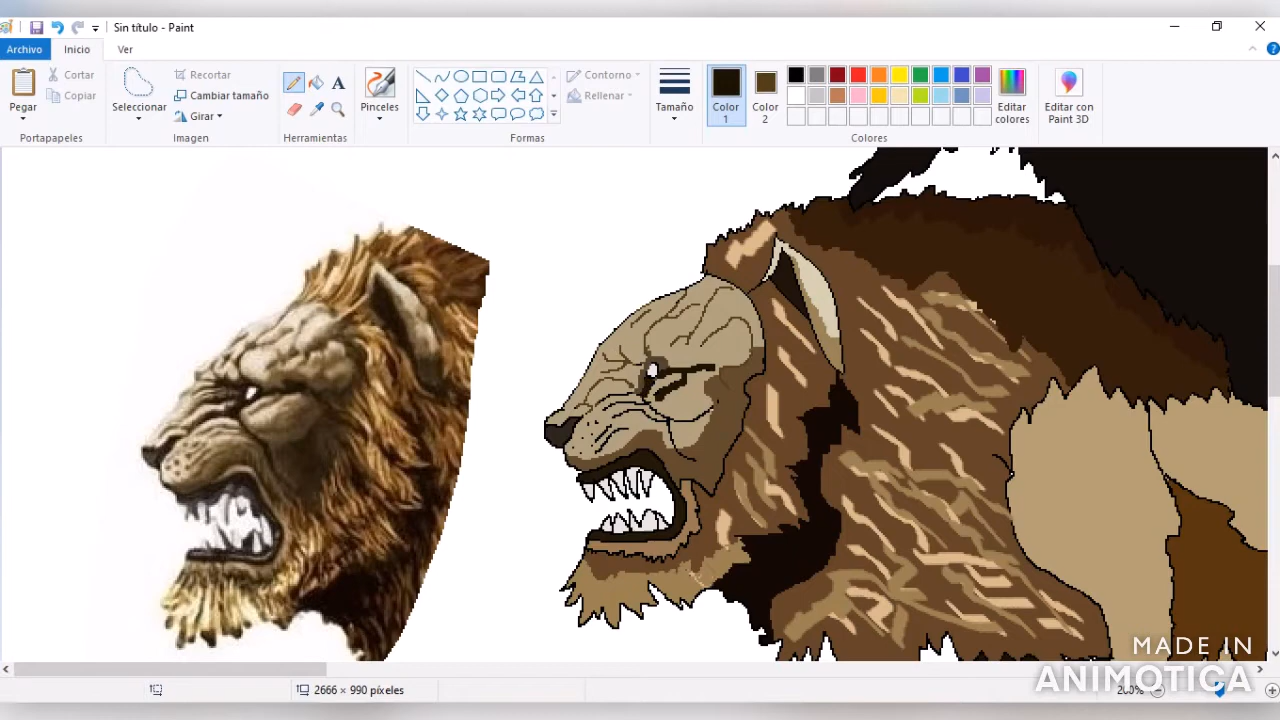 Sin título - Paint
Archivo Inicio Ver
Pegar
Cortar
Copiar
Portapapeles
Seleccionar
Recortar
Cambiar tamaño
Girar
Imagen
A
Herramientas
Pinceles
Contorno
Rellenar
Formas
Tamaño
Color
1
Color
2
Editar
colores
Colores
Editar con
Paint 3D
MADE IN
ANIMOTICA
2666 × 990 píxeles
200%